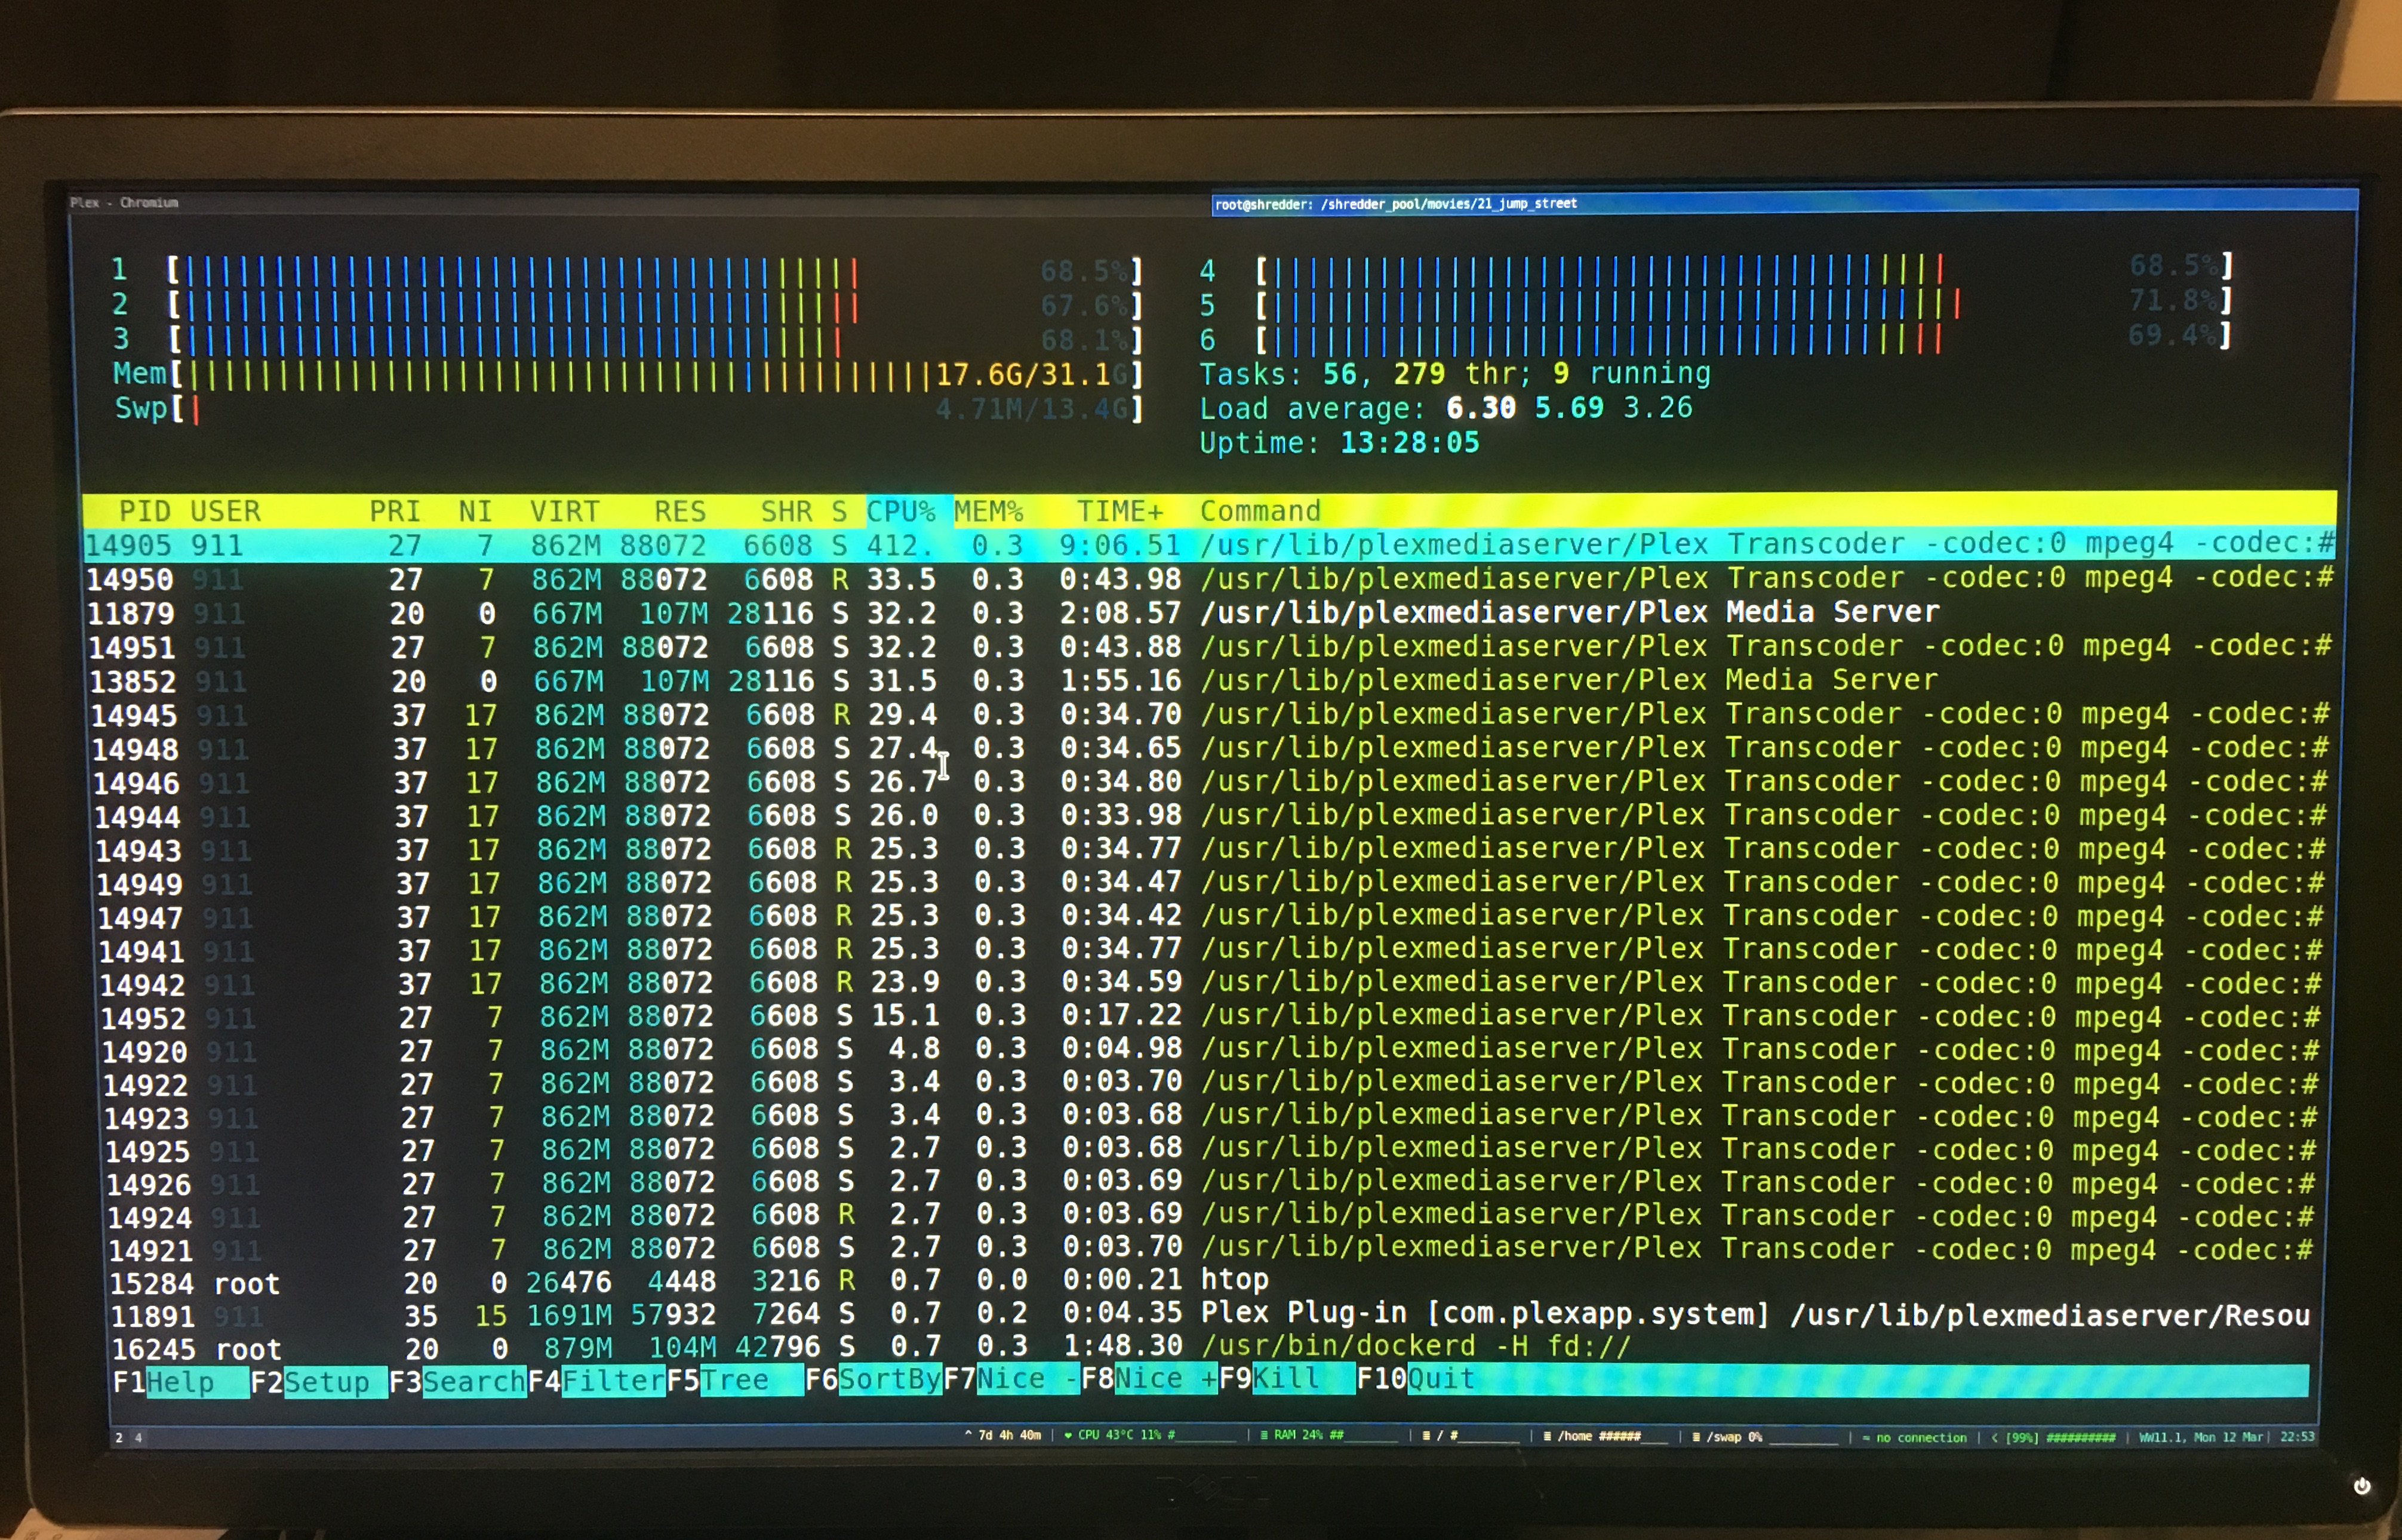 Plex - Chromium
root@shredder: /shredder_pool/movies/21_jump_street
1 [ 68.5%] 4 [ 68.5%]
2 [ 67.6%] 5 [ 71.8%]
3 [ 68.1%] 6 [ 69.4%]
Mem[ 17.6G/31.1G] Tasks: 56, 279 thr; 9 running
Swp[ 4.71M/13.4G] Load average: 6.30 5.69 3.26
Uptime: 13:28:05
PID USER PRI NI VIRT RES SHR S CPU% MEM% TIME+ Command
14905 911 27 7 862M 88072 6608 S 412. 0.3 9:06.51 /usr/lib/plexmediaserver/Plex Transcoder -codec:0 mpeg4 -codec:#
14950 911 27 7 862M 88072 6608 R 33.5 0.3 0:43.98 /usr/lib/plexmediaserver/Plex Transcoder -codec:0 mpeg4 -codec:#
11879 911 20 0 667M 107M 28116 S 32.2 0.3 2:08.57 /usr/lib/plexmediaserver/Plex Media Server
14951 911 27 7 862M 88072 6608 S 32.2 0.3 0:43.88 /usr/lib/plexmediaserver/Plex Transcoder -codec:0 mpeg4 -codec:#
13852 911 20 0 667M 107M 28116 S 31.5 0.3 1:55.16 /usr/lib/plexmediaserver/Plex Media Server
14945 911 37 17 862M 88072 6608 R 29.4 0.3 0:34.70 /usr/lib/plexmediaserver/Plex Transcoder -codec:0 mpeg4 -codec:#
14948 911 37 17 862M 88072 6608 S 27.4 0.3 0:34.65 /usr/lib/plexmediaserver/Plex Transcoder -codec:0 mpeg4 -codec:#
14946 911 37 17 862M 88072 6608 S 26.7 0.3 0:34.80 /usr/lib/plexmediaserver/Plex Transcoder -codec:0 mpeg4 -codec:#
14944 911 37 17 862M 88072 6608 S 26.0 0.3 0:33.98 /usr/lib/plexmediaserver/Plex Transcoder -codec:0 mpeg4 -codec:#
14943 911 37 17 862M 88072 6608 R 25.3 0.3 0:34.77 /usr/lib/plexmediaserver/Plex Transcoder -codec:0 mpeg4 -codec:#
14949 911 37 17 862M 88072 6608 R 25.3 0.3 0:34.47 /usr/lib/plexmediaserver/Plex Transcoder -codec:0 mpeg4 -codec:#
14947 911 37 17 862M 88072 6608 R 25.3 0.3 0:34.42 /usr/lib/plexmediaserver/Plex Transcoder -codec:0 mpeg4 -codec:#
14941 911 37 17 862M 88072 6608 R 25.3 0.3 0:34.77 /usr/lib/plexmediaserver/Plex Transcoder -codec:0 mpeg4 -codec:#
14942 911 37 17 862M 88072 6608 R 23.9 0.3 0:34.59 /usr/lib/plexmediaserver/Plex Transcoder -codec:0 mpeg4 -codec:#
14952 911 27 7 862M 88072 6608 S 15.1 0.3 0:17.22 /usr/lib/plexmediaserver/Plex Transcoder -codec:0 mpeg4 -codec:#
14920 911 27 7 862M 88072 6608 S 4.8 0.3 0:04.98 /usr/lib/plexmediaserver/Plex Transcoder -codec:0 mpeg4 -codec:#
14922 911 27 7 862M 88072 6608 S 3.4 0.3 0:03.70 /usr/lib/plexmediaserver/Plex Transcoder -codec:0 mpeg4 -codec:#
14923 911 27 7 862M 88072 6608 S 3.4 0.3 0:03.68 /usr/lib/plexmediaserver/Plex Transcoder -codec:0 mpeg4 -codec:#
14925 911 27 7 862M 88072 6608 S 2.7 0.3 0:03.68 /usr/lib/plexmediaserver/Plex Transcoder -codec:0 mpeg4 -codec:#
14926 911 27 7 862M 88072 6608 S 2.7 0.3 0:03.69 /usr/lib/plexmediaserver/Plex Transcoder -codec:0 mpeg4 -codec:#
14924 911 27 7 862M 88072 6608 R 2.7 0.3 0:03.69 /usr/lib/plexmediaserver/Plex Transcoder -codec:0 mpeg4 -codec:#
14921 911 27 7 862M 88072 6608 S 2.7 0.3 0:03.70 /usr/lib/plexmediaserver/Plex Transcoder -codec:0 mpeg4 -codec:#
15284 root 20 0 26476 4448 3216 R 0.7 0.0 0:00.21 htop
11891 911 35 15 1691M 57932 7264 S 0.7 0.2 0:04.35 Plex Plug-in [com.plexapp.system] /usr/lib/plexmediaserver/Resou
16245 root 20 0 879M 104M 42796 S 0.7 0.3 1:48.30 /usr/bin/dockerd -H fd://
F1Help F2Setup F3SearchF4FilterF5Tree F6SortByF7Nice -F8Nice +F9Kill F10Quit
2 4 ^ 7d 4h 40m | ♥ CPU 43°C 11% #________ | ≣ RAM 24% ##________ | ≣ / #________ | ≣ /home ######____ | ≣ /swap 0% __________ | ≈ no connection | ☇ [99%] ########## | WW11.1, Mon 12 Mar| 22:53
DELL